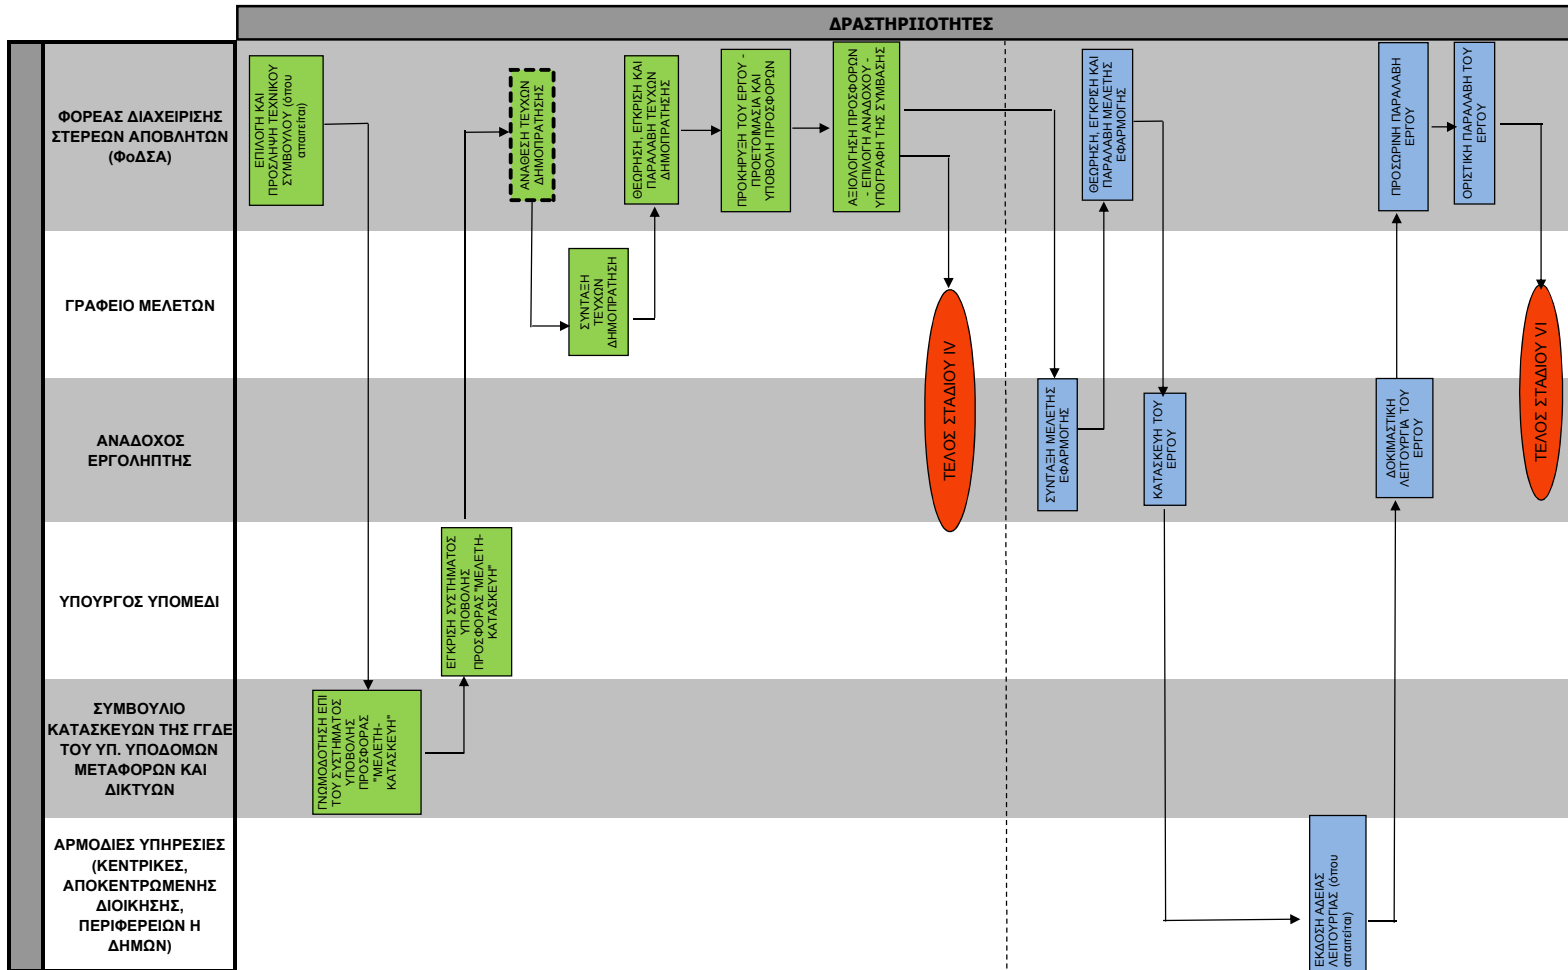 ΔΡΑΣΤΗΡΙΙΟΤΗΤΕΣ
ΦΟΡΕΑΣ ΔΙΑΧΕΙΡΙΣΗΣ
ΣΤΕΡΕΩΝ ΑΠΟΒΛΗΤΩΝ
(ΦοΔΣΑ)
ΕΠΙΛΟΓΗ ΚΑΙ
ΠΡΟΣΛΗΨΗ ΤΕΧΝΙΚΟΥ
ΣΥΜΒΟΥΛΟΥ (όπου
απαιτείται)
ΑΝΑΘΕΣΗ ΤΕΥΧΩΝ
ΔΗΜΟΠΡΑΤΗΣΗΣ
ΘΕΩΡΗΣΗ, ΕΓΚΡΙΣΗ ΚΑΙ
ΠΑΡΑΛΑΒΗ ΤΕΥΧΩΝ
ΔΗΜΟΠΡΑΤΗΣΗΣ
ΠΡΟΚΗΡΥΞΗ ΤΟΥ ΕΡΓΟΥ -
ΠΡΟΕΤΟΙΜΑΣΙΑ ΚΑΙ
ΥΠΟΒΟΛΗ ΠΡΟΣΦΟΡΩΝ
ΑΞΙΟΛΟΓΗΣΗ ΠΡΟΣΦΟΡΩΝ
- ΕΠΙΛΟΓΗ ΑΝΑΔΟΧΟΥ -
ΥΠΟΓΡΑΦΗ ΤΗΣ ΣΥΜΒΑΣΗΣ
ΘΕΩΡΗΣΗ, ΕΓΚΡΙΣΗ ΚΑΙ
ΠΑΡΑΛΑΒΗ ΜΕΛΕΤΗΣ
ΕΦΑΡΜΟΓΗΣ
ΠΡΟΣΩΡΙΝΗ ΠΑΡΑΛΑΒΗ
ΕΡΓΟΥ
ΟΡΙΣΤΙΚΗ ΠΑΡΑΛΑΒΗ ΤΟΥ
ΕΡΓΟΥ
ΓΡΑΦΕΙΟ ΜΕΛΕΤΩΝ
ΣΥΝΤΑΞΗ
ΤΕΥΧΩΝ
ΔΗΜΟΠΡΑΤΗΣΗ
ΤΕΛΟΣ ΣΤΑΔΙΟΥ IV
ΤΕΛΟΣ ΣΤΑΔΙΟΥ VI
ΑΝΑΔΟΧΟΣ
ΕΡΓΟΛΗΠΤΗΣ
ΣΥΝΤΑΞΗ ΜΕΛΕΤΗΣ
ΕΦΑΡΜΟΓΗΣ
ΚΑΤΑΣΚΕΥΗ ΤΟΥ
ΕΡΓΟΥ
ΔΟΚΙΜΑΣΤΙΚΗ
ΛΕΙΤΟΥΡΓΙΑ ΤΟΥ
ΕΡΓΟΥ
ΥΠΟΥΡΓΟΣ ΥΠΟΜΕΔΙ
ΕΓΚΡΙΣΗ ΣΥΣΤΗΜΑΤΟΣ
ΥΠΟΒΟΛΗΣ
ΠΡΟΣΦΟΡΑΣ "ΜΕΛΕΤΗ-
ΚΑΤΑΣΚΕΥΗ"
ΣΥΜΒΟΥΛΙΟ
ΚΑΤΑΣΚΕΥΩΝ ΤΗΣ ΓΓΔΕ
ΤΟΥ ΥΠ. ΥΠΟΔΟΜΩΝ
ΜΕΤΑΦΟΡΩΝ ΚΑΙ
ΔΙΚΤΥΩΝ
ΓΝΩΜΟΔΟΤΗΣΗ ΕΠΙ
ΤΟΥ ΣΥΣΤΗΜΑΤΟΣ
ΥΠΟΒΟΛΗΣ
ΠΡΟΣΦΟΡΑΣ
"ΜΕΛΕΤΗ-
ΚΑΤΑΣΚΕΥΗ"
ΑΡΜΟΔΙΕΣ ΥΠΗΡΕΣΙΕΣ
(ΚΕΝΤΡΙΚΕΣ,
ΑΠΟΚΕΝΤΡΩΜΕΝΗΣ
ΔΙΟΙΚΗΣΗΣ,
ΠΕΡΙΦΕΡΕΙΩΝ Η
ΔΗΜΩΝ)
ΕΚΔΟΣΗ ΑΔΕΙΑΣ
ΛΕΙΤΟΥΡΓΙΑΣ (όπου
απαιτείται)